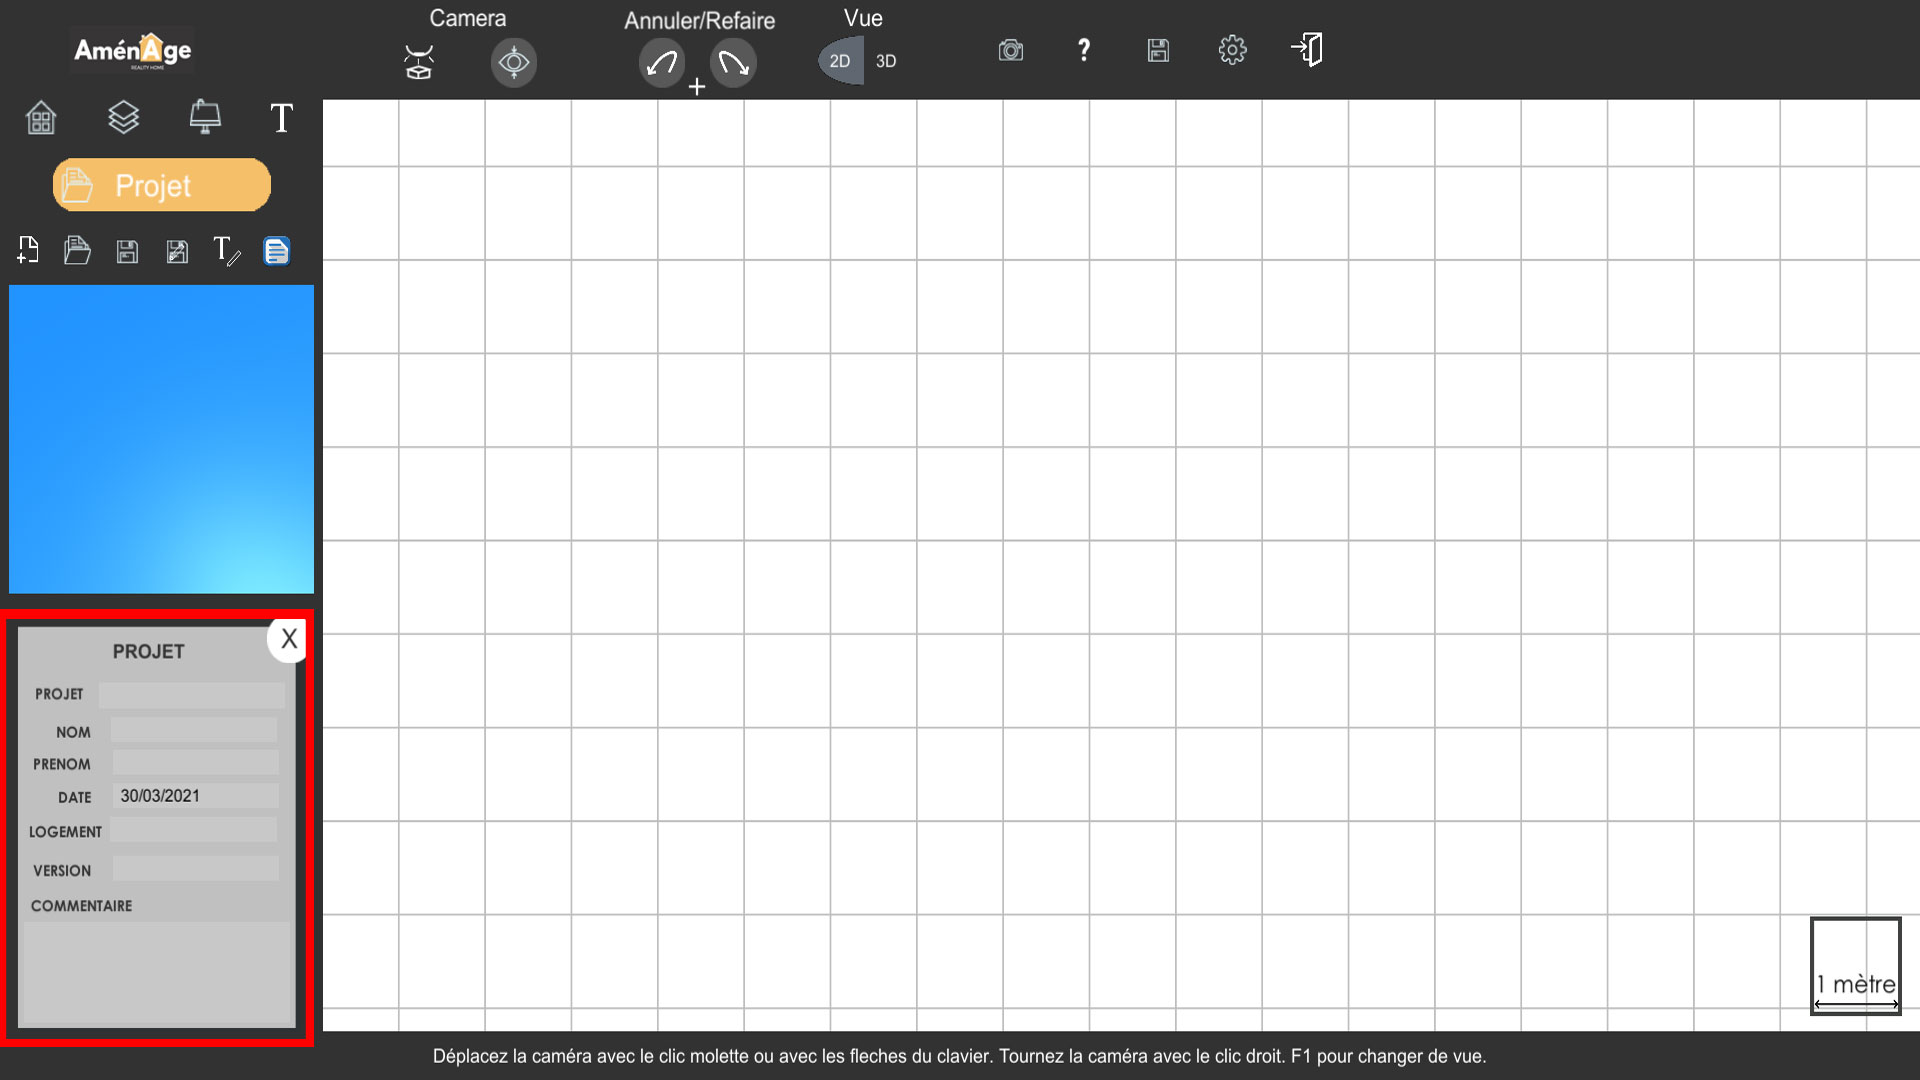 AménAge
REALITY HOME
Camera
Annuler/Refaire
Vue
2D
3D
?
T
Projet
T
PROJET
X
PROJET
NOM
PRENOM
DATE 30/03/2021
LOGEMENT
VERSION
COMMENTAIRE
1 mètre
Déplacez la caméra avec le clic molette ou avec les fleches du clavier. Tournez la caméra avec le clic droit. F1 pour changer de vue.